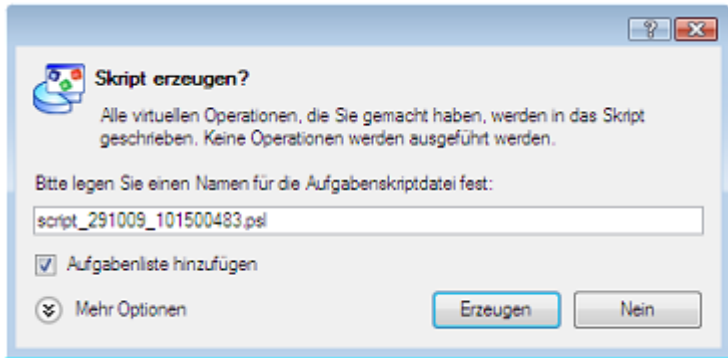 Skript erzeugen?
Alle virtuellen Operationen, die Sie gemacht haben, werden in das Skript
geschrieben. Keine Operationen werden ausgeführt werden.
Bitte legen Sie einen Namen für die Aufgabenskriptdatei fest:
script_291009_101500483.psl
Aufgabenliste hinzufügen
Mehr Optionen
Erzeugen
Nein